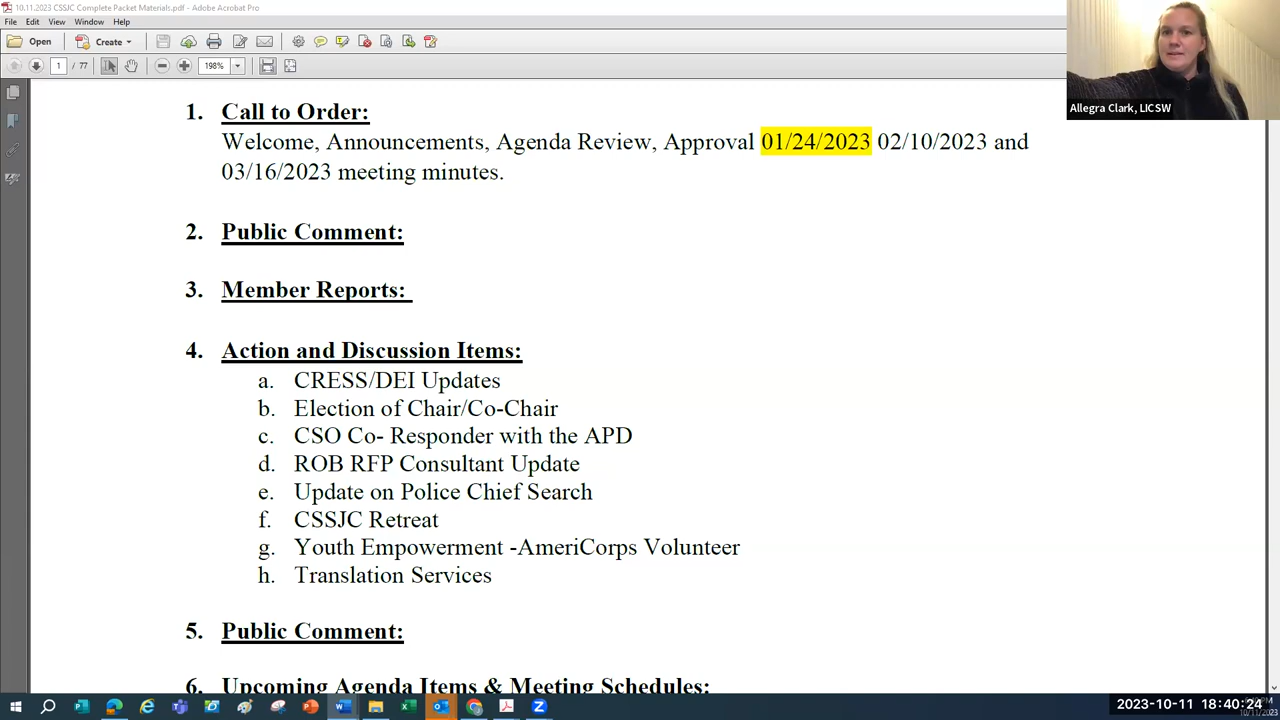 10.11.2023 CSSJC Complete Packet Materials.pdf - Adobe Acrobat Pro
File Edit View Window Help
Open Create
1 / 77 198%
Allegra Clark, LICSW
1. Call to Order:
Welcome, Announcements, Agenda Review, Approval 01/24/2023 02/10/2023 and
03/16/2023 meeting minutes.
2. Public Comment:
3. Member Reports:
4. Action and Discussion Items:
a. CRESS/DEI Updates
b. Election of Chair/Co-Chair
c. CSO Co- Responder with the APD
d. ROB RFP Consultant Update
e. Update on Police Chief Search
f. CSSJC Retreat
g. Youth Empowerment -AmeriCorps Volunteer
h. Translation Services
5. Public Comment:
6. Upcoming Agenda Items & Meeting Schedules:
2023-10-11 18:40:24